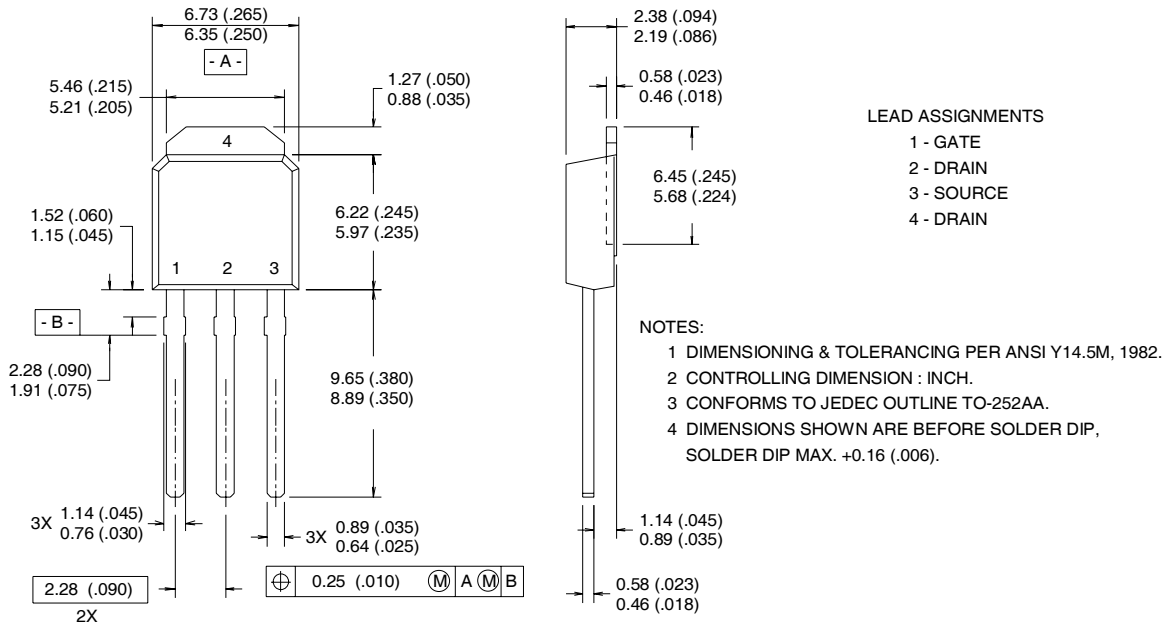 6.73 (.265)
6.35 (.250)
- A -
5.46 (.215)
5.21 (.205)
1.27 (.050)
0.88 (.035)
4
1.52 (.060)
1.15 (.045)
6.22 (.245)
5.97 (.235)
1 2 3
- B -
2.28 (.090)
1.91 (.075)
9.65 (.380)
8.89 (.350)
3X 1.14 (.045)
0.76 (.030)
3X 0.89 (.035)
0.64 (.025)
2.28 (.090)
2X
⌖ 0.25 (.010) Ⓜ A Ⓜ B
2.38 (.094)
2.19 (.086)
0.58 (.023)
0.46 (.018)
6.45 (.245)
5.68 (.224)
1.14 (.045)
0.89 (.035)
0.58 (.023)
0.46 (.018)
LEAD ASSIGNMENTS
1 - GATE
2 - DRAIN
3 - SOURCE
4 - DRAIN
NOTES:
1 DIMENSIONING & TOLERANCING PER ANSI Y14.5M, 1982.
2 CONTROLLING DIMENSION : INCH.
3 CONFORMS TO JEDEC OUTLINE TO-252AA.
4 DIMENSIONS SHOWN ARE BEFORE SOLDER DIP,
SOLDER DIP MAX. +0.16 (.006).